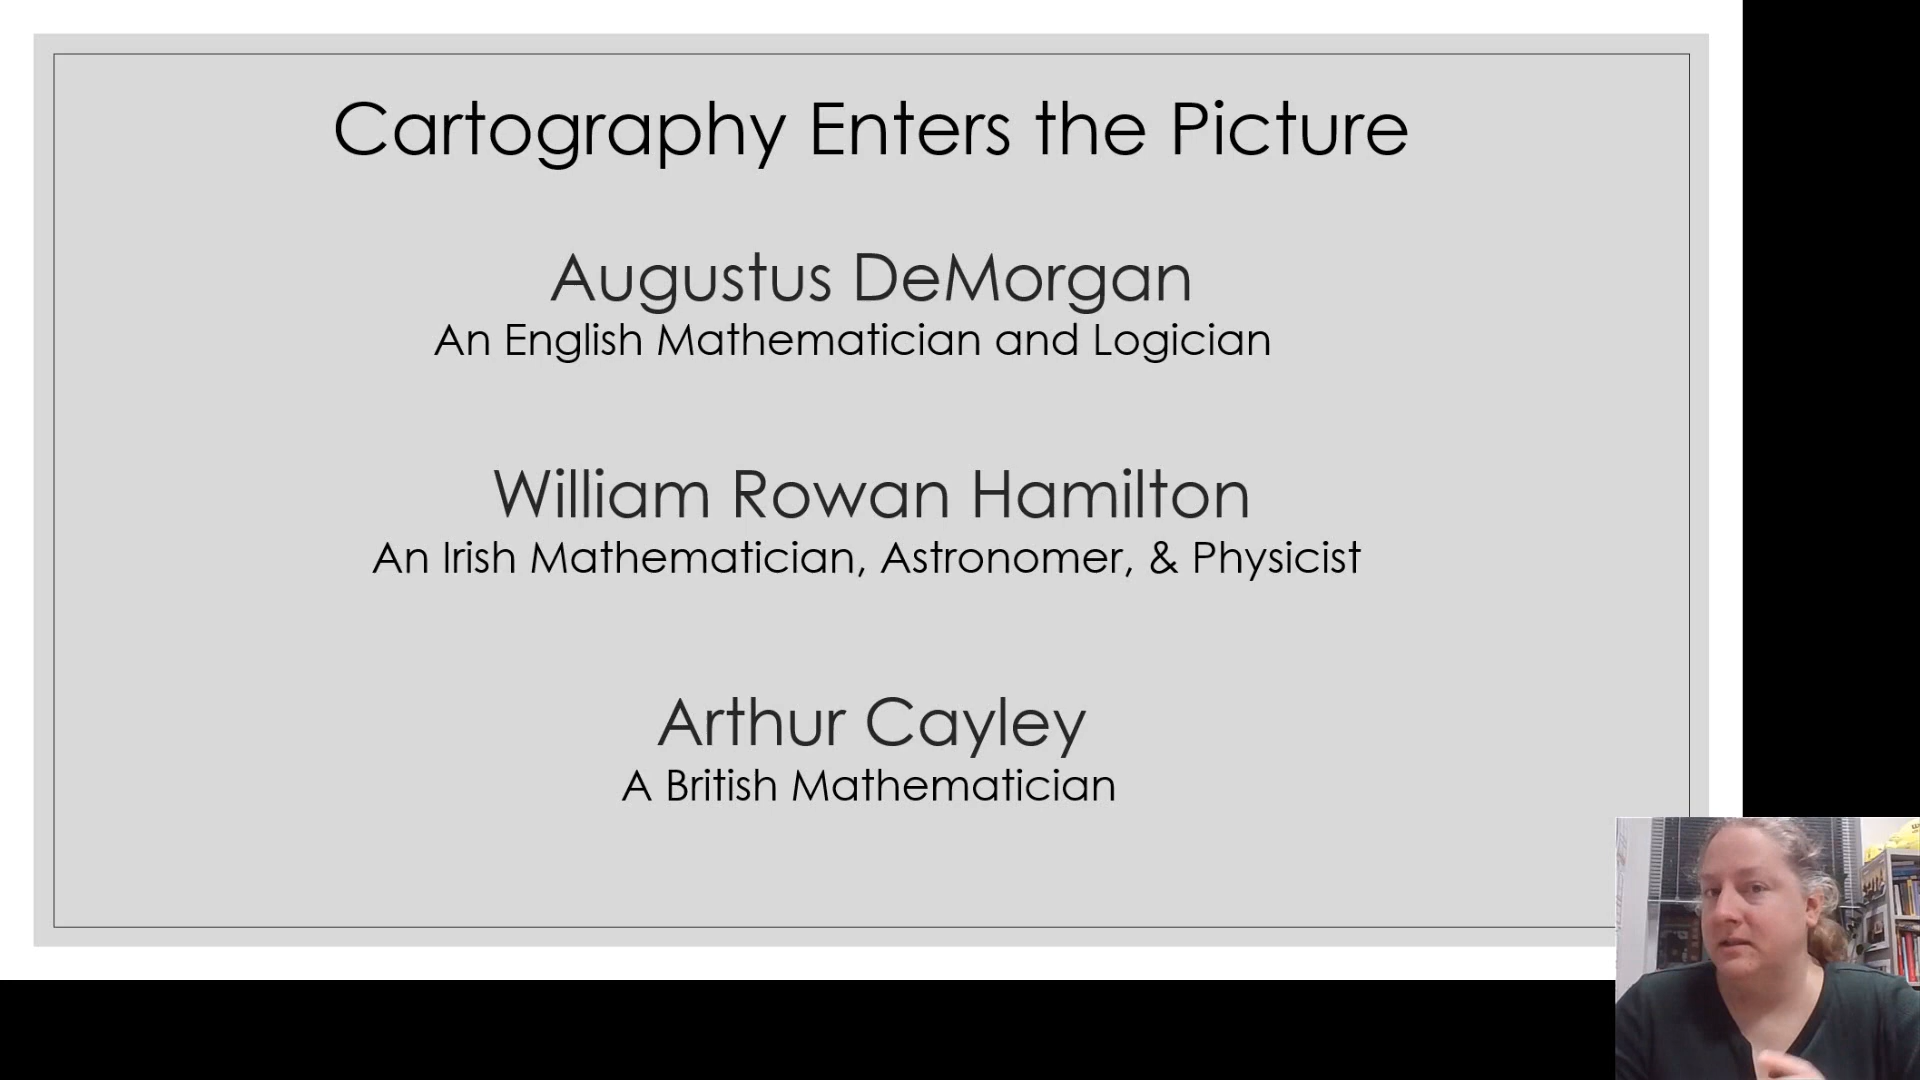 Cartography Enters the Picture
Augustus DeMorgan
An English Mathematician and Logician
William Rowan Hamilton
An Irish Mathematician, Astronomer, & Physicist
Arthur Cayley
A British Mathematician